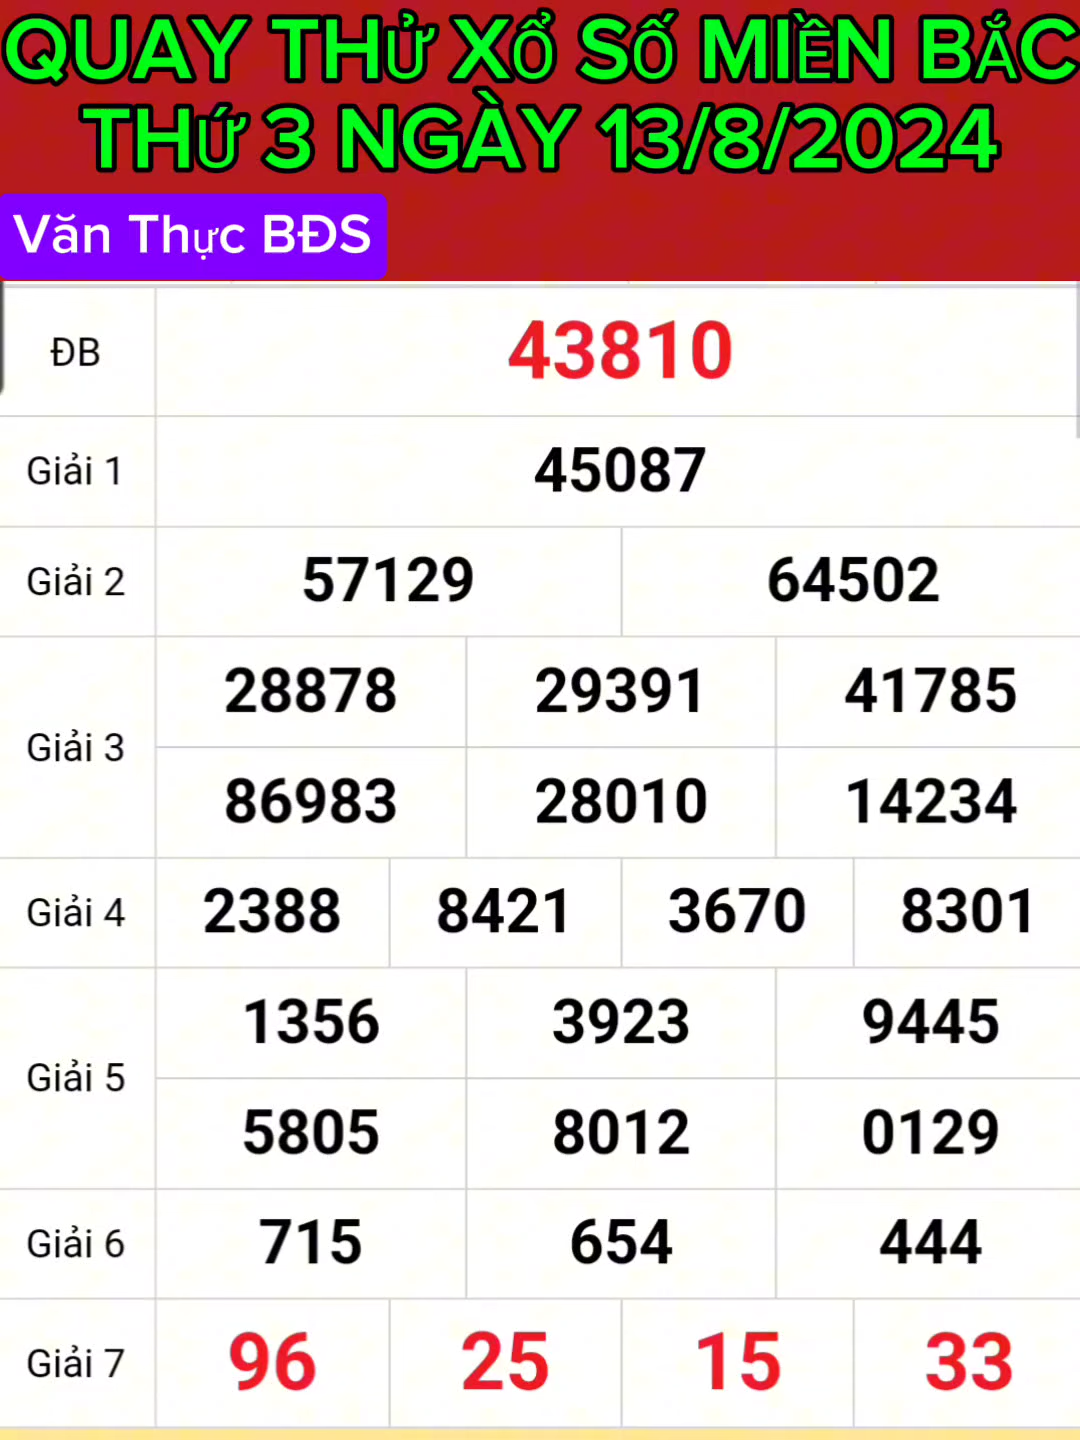 QUAY THỬ XỔ SỐ MIỀN BẮC
THỨ 3 NGÀY 13/8/2024
Văn Thực BĐS
ĐB 43810
Giải 1 45087
Giải 2 57129 64502
Giải 3
28878 29391 41785
86983 28010 14234
Giải 4 2388 8421 3670 8301
Giải 5
1356 3923 9445
5805 8012 0129
Giải 6 715 654 444
Giải 7 96 25 15 33